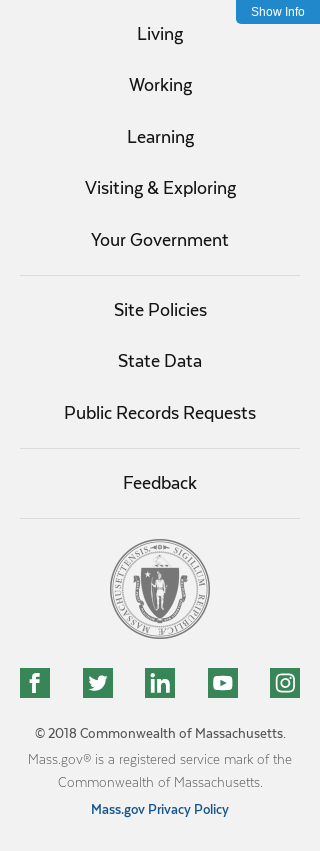 Show Info
Living
Working
Learning
Visiting & Exploring
Your Government
Site Policies
State Data
Public Records Requests
Feedback
SIGILLUM REIPUBLICÆ MASSACHUSETTENSIS
© 2018 Commonwealth of Massachusetts.
Mass.gov® is a registered service mark of the
Commonwealth of Massachusetts.
Mass.gov Privacy Policy